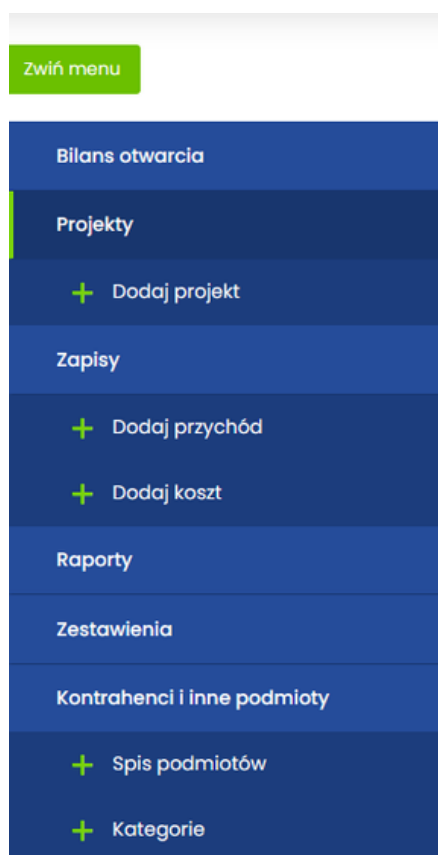 Zwiń menu
Bilans otwarcia
Projekty
Dodaj projekt
Zapisy
Dodaj przychód
Dodaj koszt
Raporty
Zestawienia
Kontrahenci i inne podmioty
Spis podmiotów
Kategorie